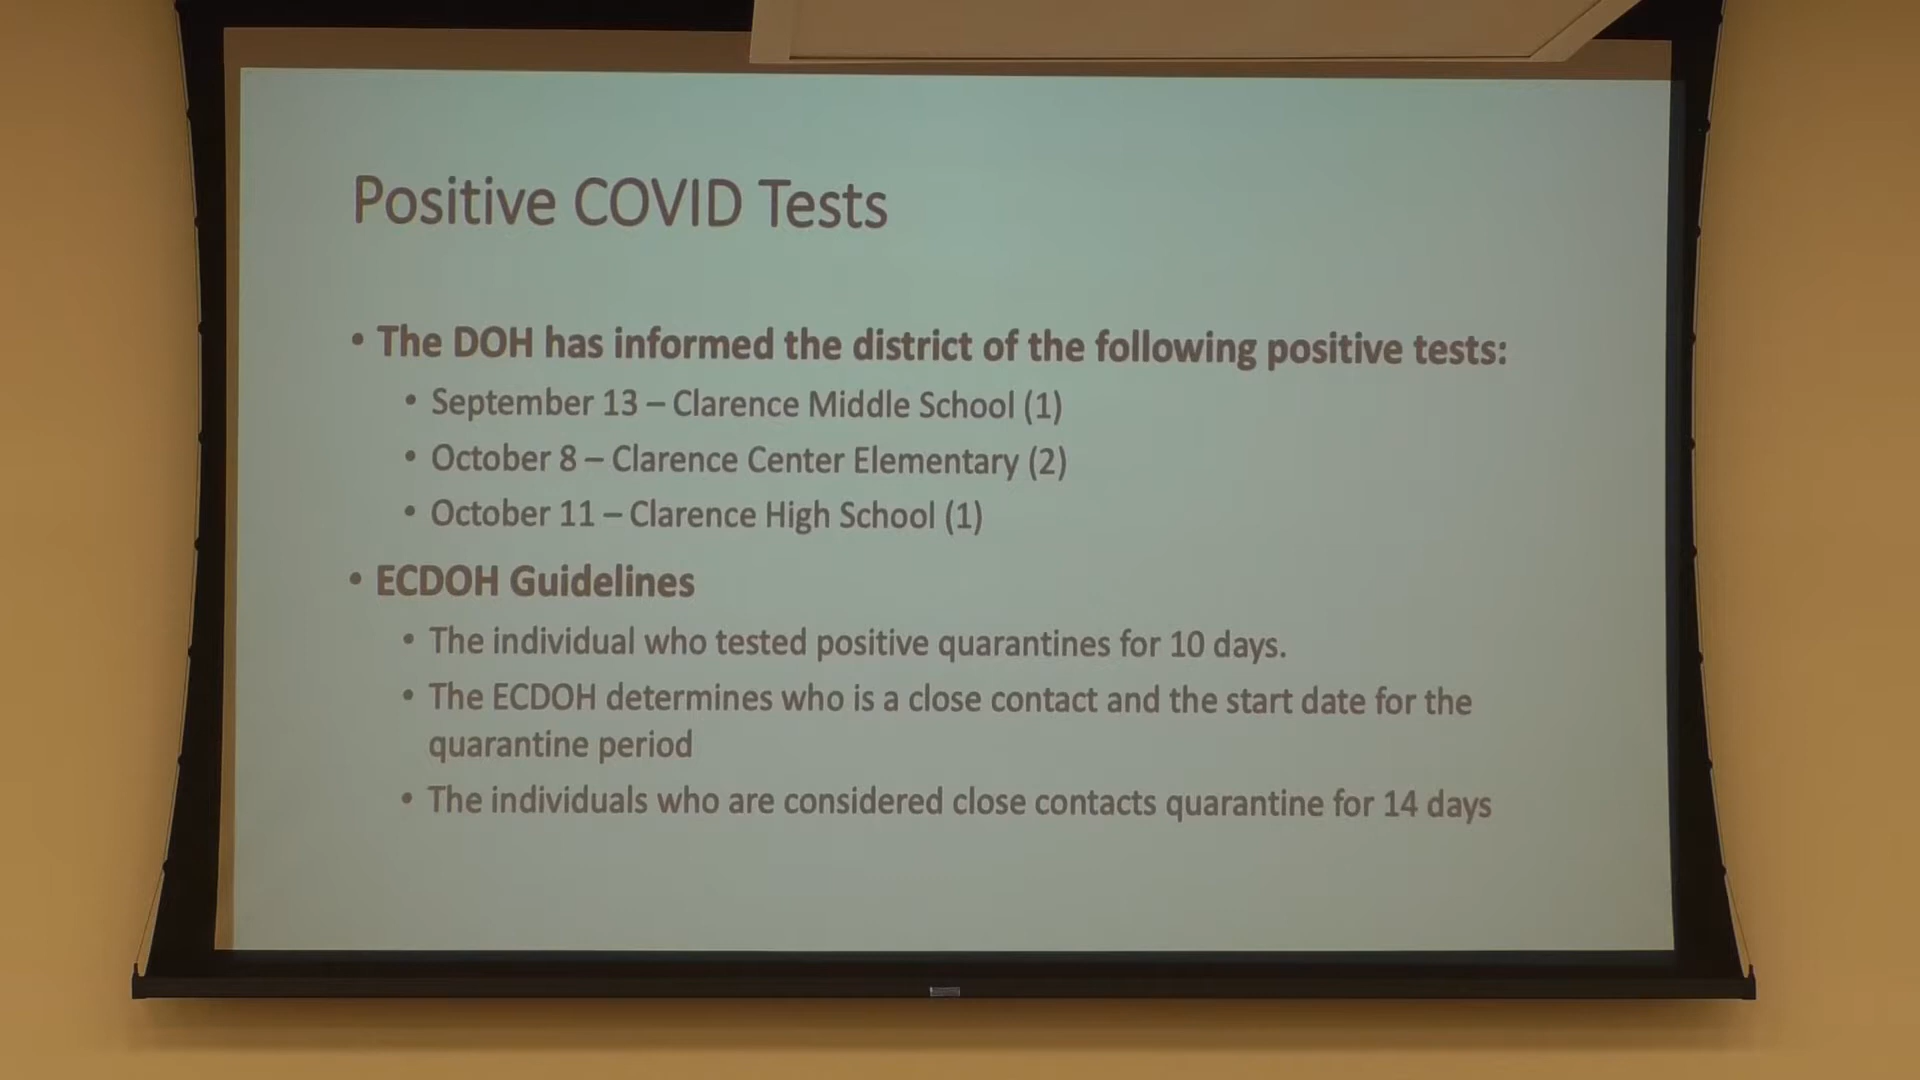 Positive COVID Tests
• The DOH has informed the district of the following positive tests:
• September 13 – Clarence Middle School (1)
• October 8 – Clarence Center Elementary (2)
• October 11 – Clarence High School (1)
• ECDOH Guidelines
• The individual who tested positive quarantines for 10 days.
• The ECDOH determines who is a close contact and the start date for the
quarantine period
• The individuals who are considered close contacts quarantine for 14 days